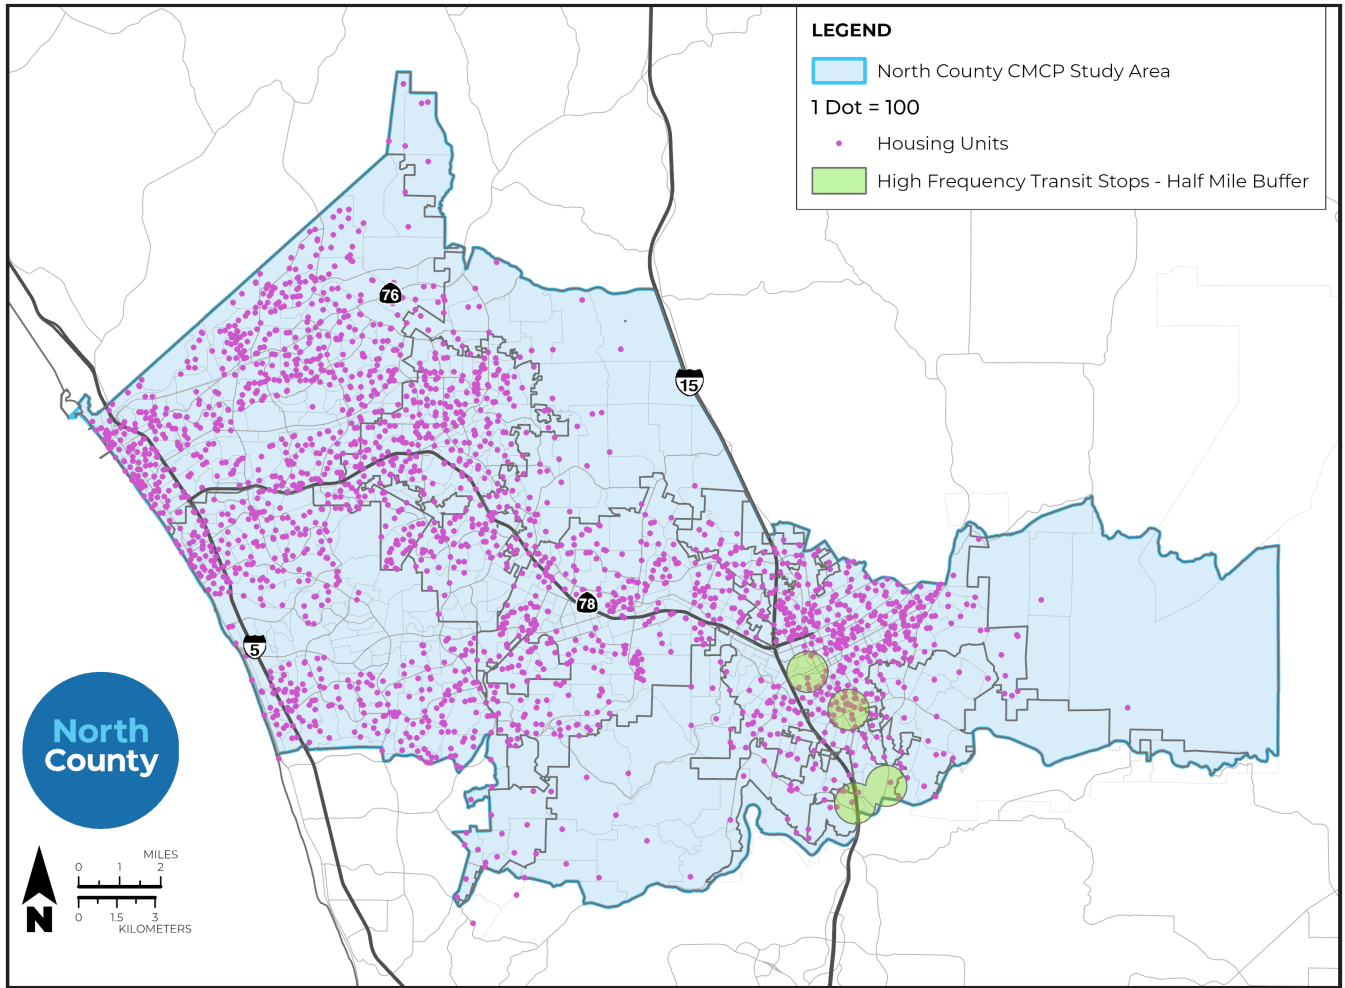 LEGEND
North County CMCP Study Area
1 Dot = 100
Housing Units
High Frequency Transit Stops - Half Mile Buffer
76
15
78
5
North
County
MILES
0 1 2
0 1.5 3
KILOMETERS
N